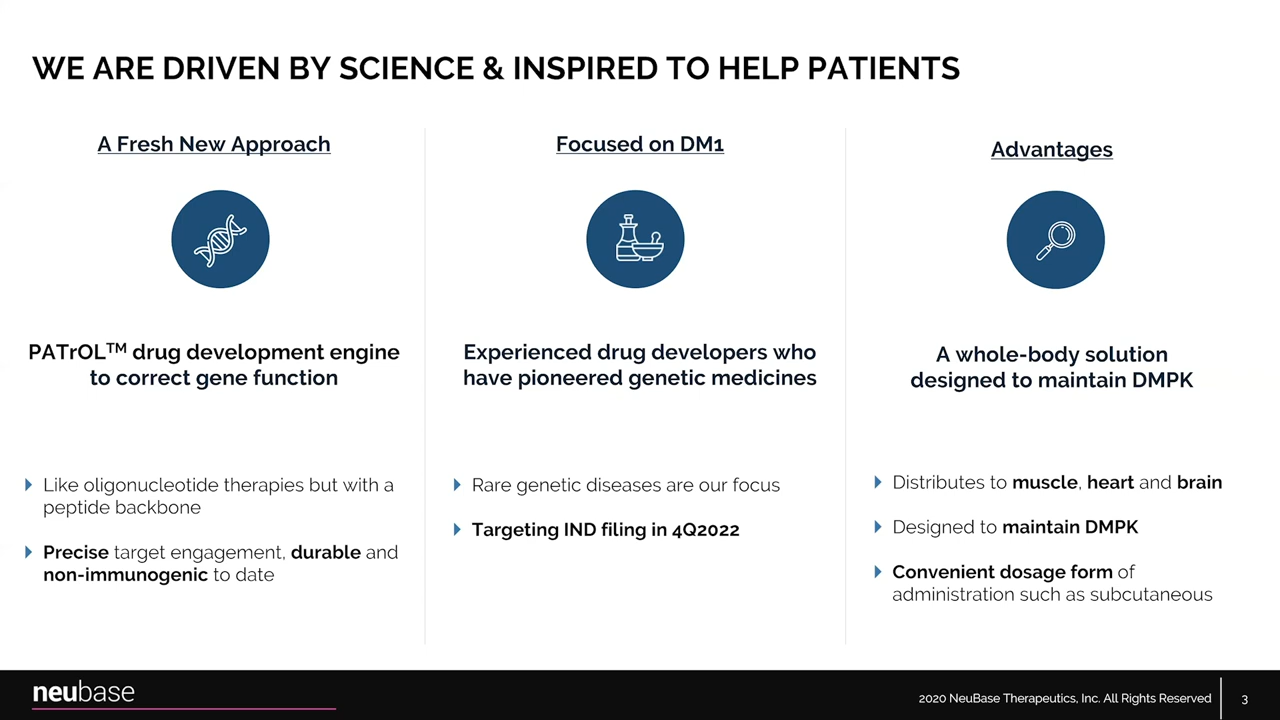 WE ARE DRIVEN BY SCIENCE & INSPIRED TO HELP PATIENTS
A Fresh New Approach
PATrOL™ drug development engine
to correct gene function
Like oligonucleotide therapies but with a
peptide backbone
Precise target engagement, durable and
non-immunogenic to date
Focused on DM1
Experienced drug developers who
have pioneered genetic medicines
Rare genetic diseases are our focus
Targeting IND filing in 4Q2022
Advantages
A whole-body solution
designed to maintain DMPK
Distributes to muscle, heart and brain
Designed to maintain DMPK
Convenient dosage form of
administration such as subcutaneous
neubase
2020 NeuBase Therapeutics, Inc. All Rights Reserved
3